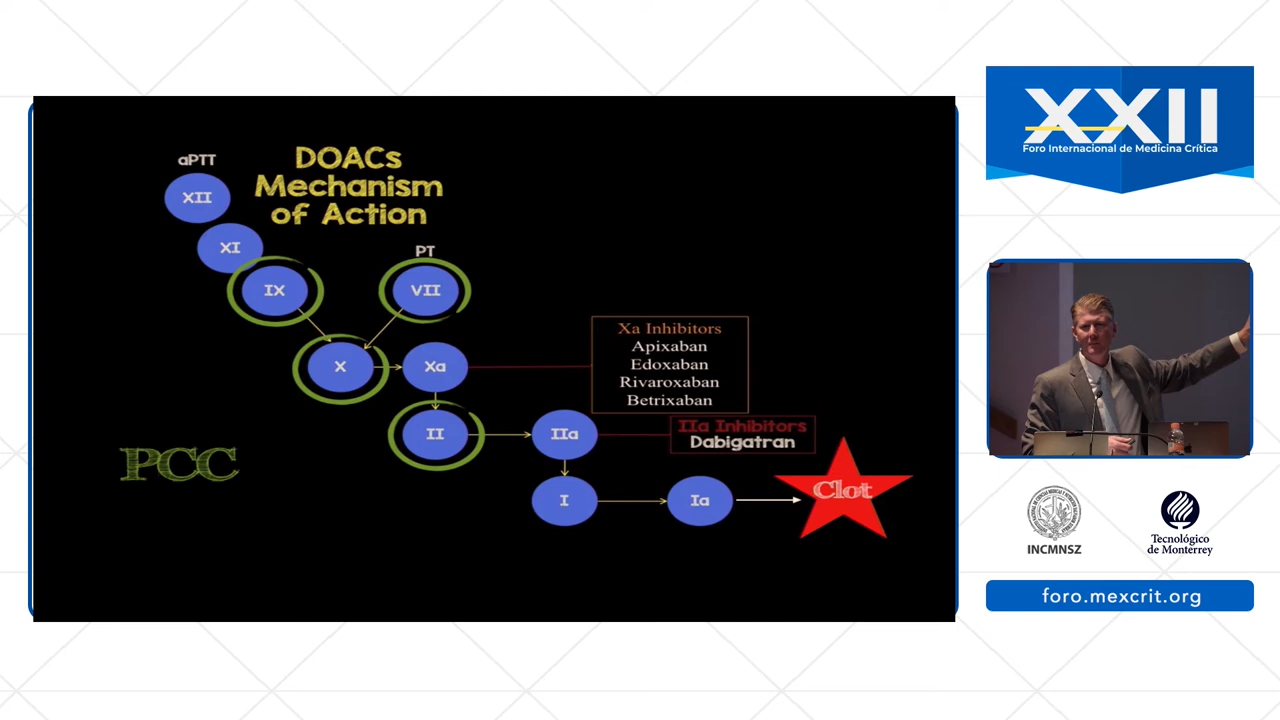 aPTT
DOACs
Mechanism
of Action
XII
XI
PT
IX
VII
X
Xa
Xa Inhibitors
Apixaban
Edoxaban
Rivaroxaban
Betrixaban
II
IIa
IIa Inhibitors
Dabigatran
PCC
I
Ia
Clot
XXII
Foro Internacional de Medicina Crítica
INCMNSZ
Tecnológico
de Monterrey
foro.mexcrit.org